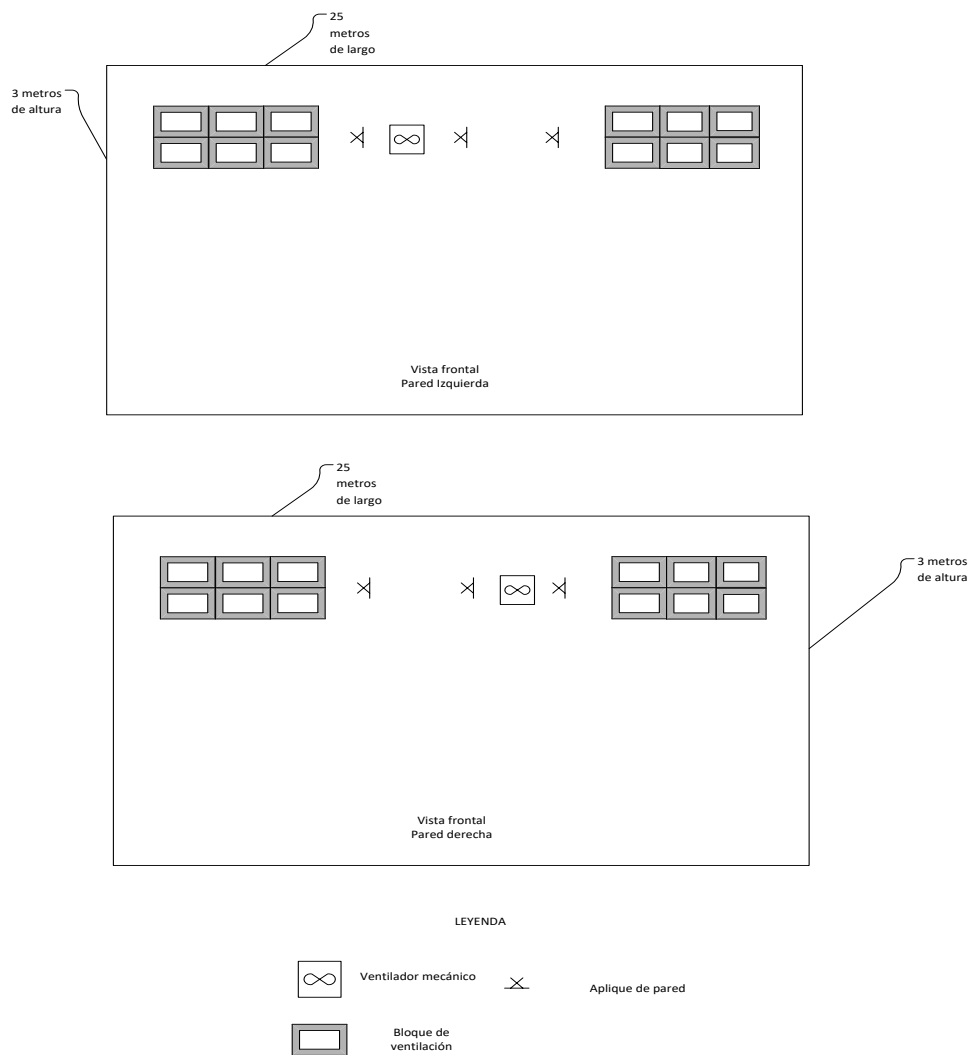 25
metros
de largo
3 metros
de altura
Vista frontal
Pared Izquierda
25
metros
de largo
3 metros
de altura
Vista frontal
Pared derecha
LEYENDA
Ventilador mecánico
Aplique de pared
Bloque de
ventilación